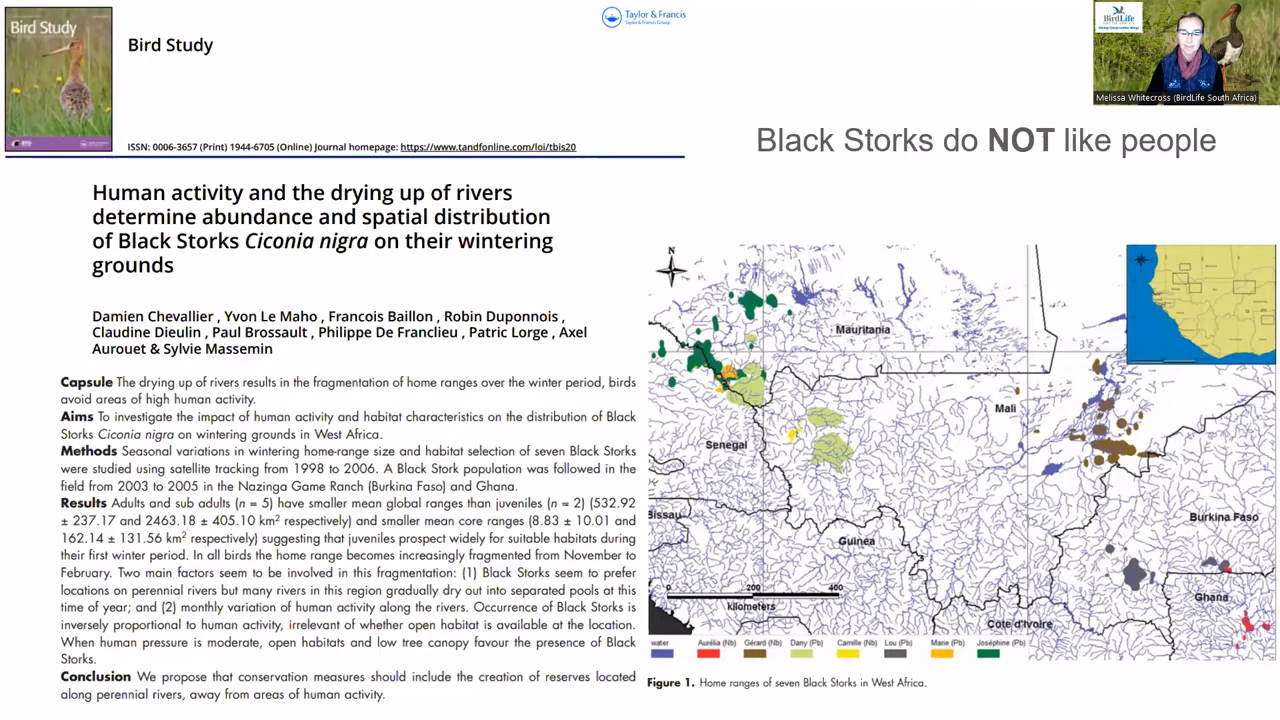 Bird Study
Taylor & Francis
Taylor & Francis Group
Bird Study
BirdLife
SOUTH AFRICA
Giving Conservation Wings
Melissa Whitecross (BirdLife South Africa)
ISSN: 0006-3657 (Print) 1944-6705 (Online) Journal homepage: https://www.tandfonline.com/loi/tbis20
Black Storks do NOT like people
Human activity and the drying up of rivers
determine abundance and spatial distribution
of Black Storks Ciconia nigra on their wintering
grounds
Damien Chevallier , Yvon Le Maho , Francois Baillon , Robin Duponnois ,
Claudine Dieulin , Paul Brossault , Philippe De Franclieu , Patric Lorge , Axel
Aurouet & Sylvie Massemin
Capsule The drying up of rivers results in the fragmentation of home ranges over the winter period, birds
avoid areas of high human activity.
Aims To investigate the impact of human activity and habitat characteristics on the distribution of Black
Storks Ciconia nigra on wintering grounds in West Africa.
Methods Seasonal variations in wintering home-range size and habitat selection of seven Black Storks
were studied using satellite tracking from 1998 to 2006. A Black Stork population was followed in the
field from 2003 to 2005 in the Nazinga Game Ranch (Burkina Faso) and Ghana.
Results Adults and sub adults (n = 5) have smaller mean global ranges than juveniles (n = 2) (532.92
± 237.17 and 2463.18 ± 405.10 km² respectively) and smaller mean core ranges (8.83 ± 10.01 and
162.14 ± 131.56 km² respectively) suggesting that juveniles prospect widely for suitable habitats during
their first winter period. In all birds the home range becomes increasingly fragmented from November to
February. Two main factors seem to be involved in this fragmentation: (1) Black Storks seem to prefer
locations on perennial rivers but many rivers in this region gradually dry out into separated pools at this
time of year; and (2) monthly variation of human activity along the rivers. Occurrence of Black Storks is
inversely proportional to human activity, irrelevant of whether open habitat is available at the location.
When human pressure is moderate, open habitats and low tree canopy favour the presence of Black
Storks.
Conclusion We propose that conservation measures should include the creation of reserves located
along perennial rivers, away from areas of human activity.
N
Mauritania
Mali
Senegal
Bissau
Guinea
Burkina Faso
Ghana
Cote d'Ivoire
0 200 400
kilometers
water Aurélia (Nb) Gérard (Nb) Dany (Pb) Camille (Nb) Lou (Pb) Marie (Pb) Joséphine (Pb)
Figure 1. Home ranges of seven Black Storks in West Africa.